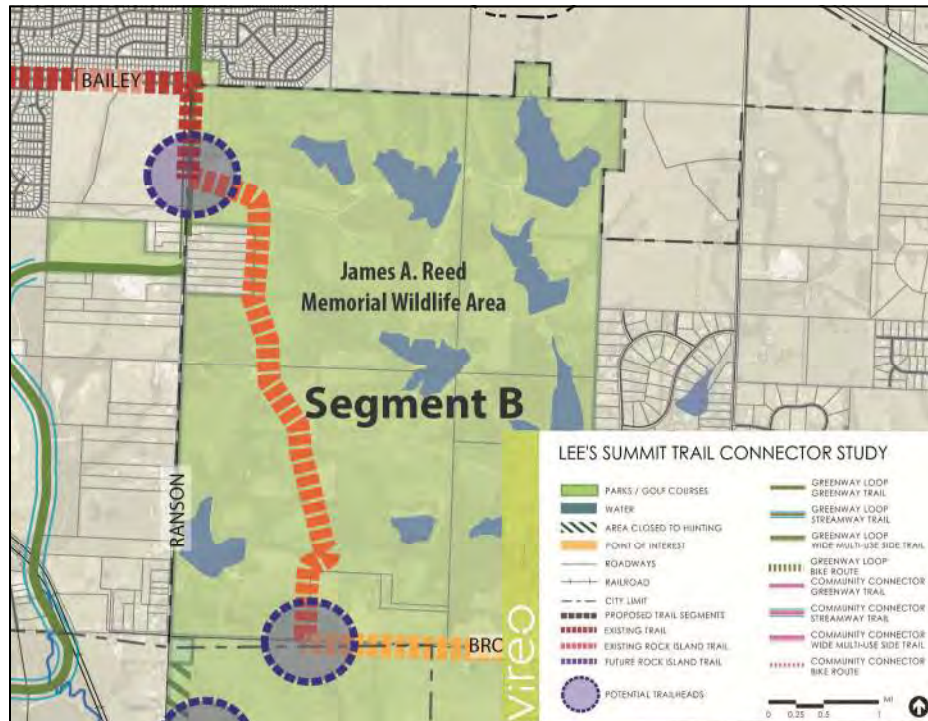 BAILEY
James A. Reed
Memorial Wildlife Area
Segment B
RANSON
BRO
vireo
LEE'S SUMMIT TRAIL CONNECTOR STUDY
PARKS / GOLF COURSES
WATER
AREA CLOSED TO HUNTING
POINT OF INTEREST
ROADWAYS
RAILROAD
CITY LIMIT
PROPOSED TRAIL SEGMENTS
EXISTING TRAIL
EXISTING ROCK ISLAND TRAIL
FUTURE ROCK ISLAND TRAIL
POTENTIAL TRAILHEADS
GREENWAY LOOP
GREENWAY TRAIL
GREENWAY LOOP
STREAMWAY TRAIL
GREENWAY LOOP
WIDE MULTI-USE SIDE TRAIL
GREENWAY LOOP
BIKE ROUTE
COMMUNITY CONNECTOR
GREENWAY TRAIL
COMMUNITY CONNECTOR
STREAMWAY TRAIL
COMMUNITY CONNECTOR
WIDE MULTI-USE SIDE TRAIL
COMMUNITY CONNECTOR
BIKE ROUTE
MI
0 0.25 0.5 1